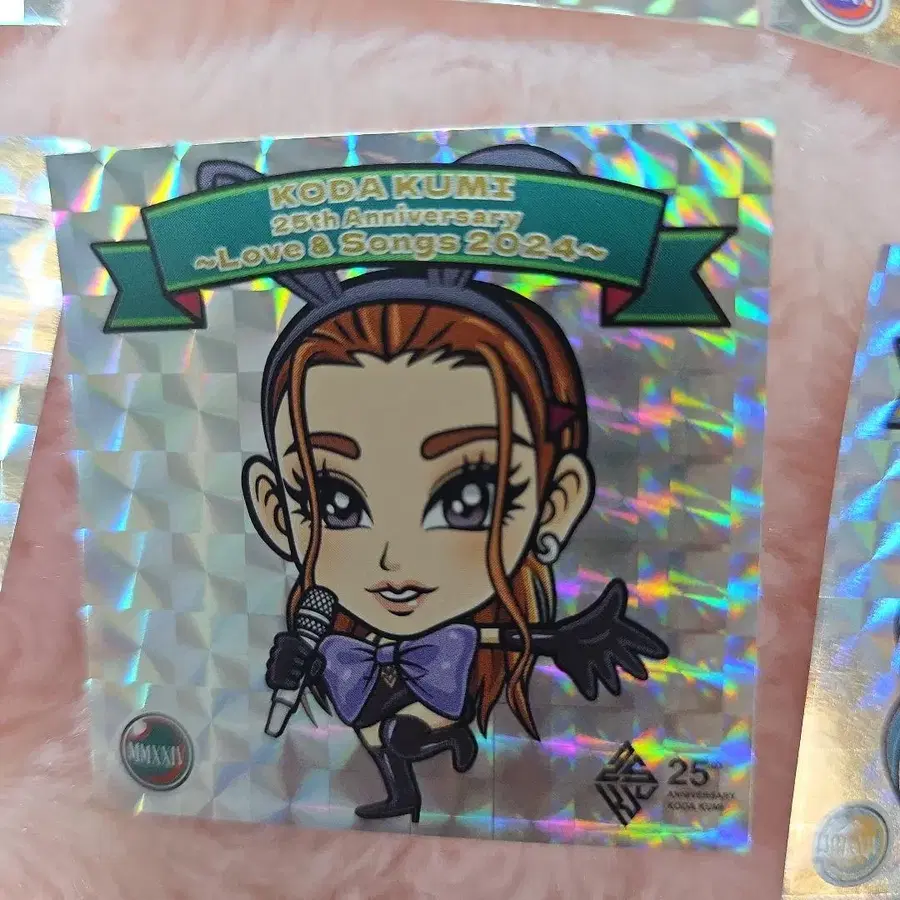 KODA KUMI
25th Anniversary
~Love & Songs 2024~
MMXXIV
25th
ANNIVERSARY
KODA KUMI